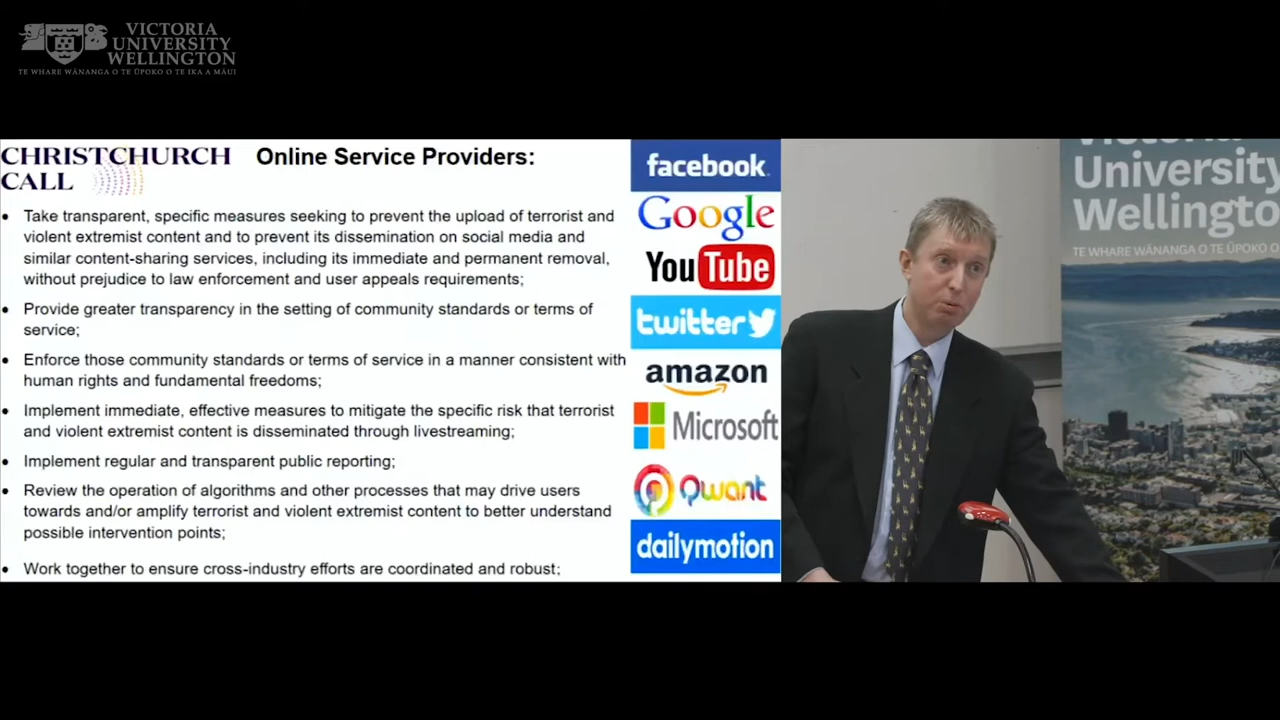 VICTORIA
UNIVERSITY
WELLINGTON
TE WHARE WĀNANGA O TE ŪPOKO O TE IKA A MĀUI
CHRISTCHURCH
CALL
Online Service Providers:
• Take transparent, specific measures seeking to prevent the upload of terrorist and
violent extremist content and to prevent its dissemination on social media and
similar content-sharing services, including its immediate and permanent removal,
without prejudice to law enforcement and user appeals requirements;
• Provide greater transparency in the setting of community standards or terms of
service;
• Enforce those community standards or terms of service in a manner consistent with
human rights and fundamental freedoms;
• Implement immediate, effective measures to mitigate the specific risk that terrorist
and violent extremist content is disseminated through livestreaming;
• Implement regular and transparent public reporting;
• Review the operation of algorithms and other processes that may drive users
towards and/or amplify terrorist and violent extremist content to better understand
possible intervention points;
• Work together to ensure cross-industry efforts are coordinated and robust;
facebook
Google
YouTube
twitter
amazon
Microsoft
Qwant
dailymotion
University
Wellingto
TE WHARE WĀNANGA O TE ŪPOKO O